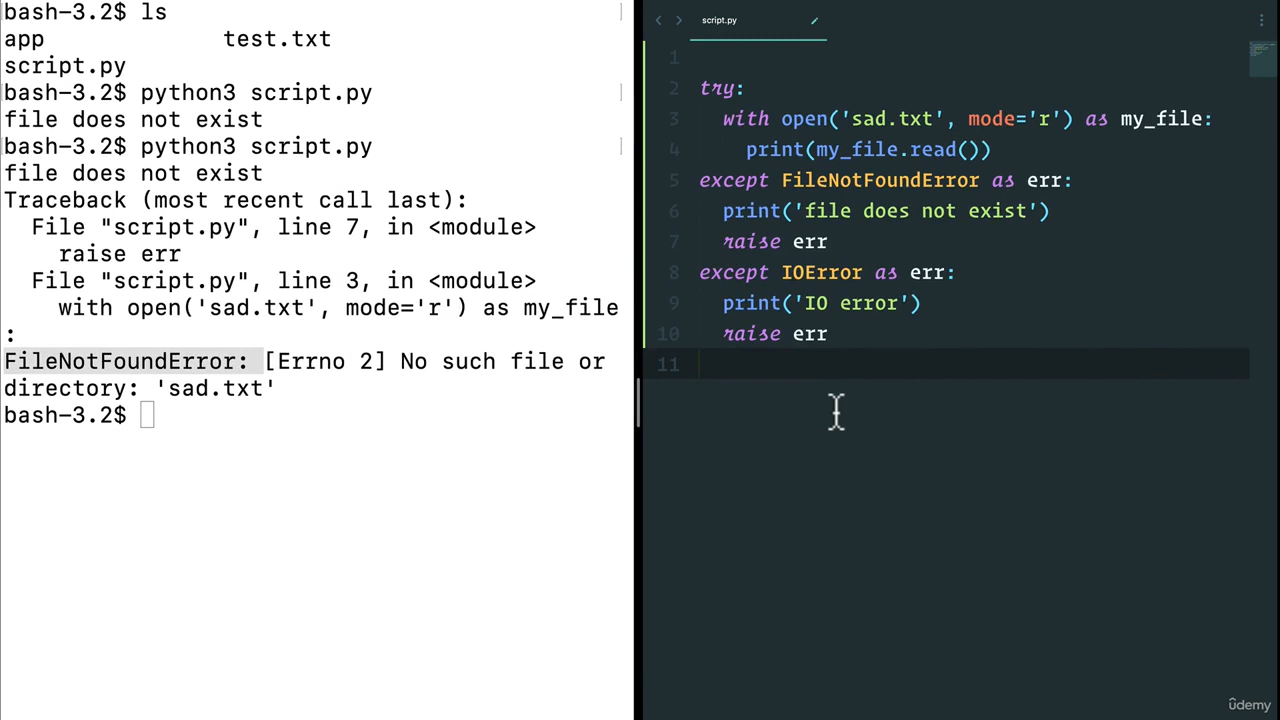 bash-3.2$ ls
app test.txt
script.py
bash-3.2$ python3 script.py
file does not exist
bash-3.2$ python3 script.py
file does not exist
Traceback (most recent call last):
  File "script.py", line 7, in <module>
    raise err
  File "script.py", line 3, in <module>
    with open('sad.txt', mode='r') as my_file
:
FileNotFoundError: [Errno 2] No such file or
directory: 'sad.txt'
bash-3.2$
script.py
1
2 try:
3   with open('sad.txt', mode='r') as my_file:
4     print(my_file.read())
5 except FileNotFoundError as err:
6   print('file does not exist')
7   raise err
8 except IOError as err:
9   print('IO error')
10   raise err
11
ûdemy